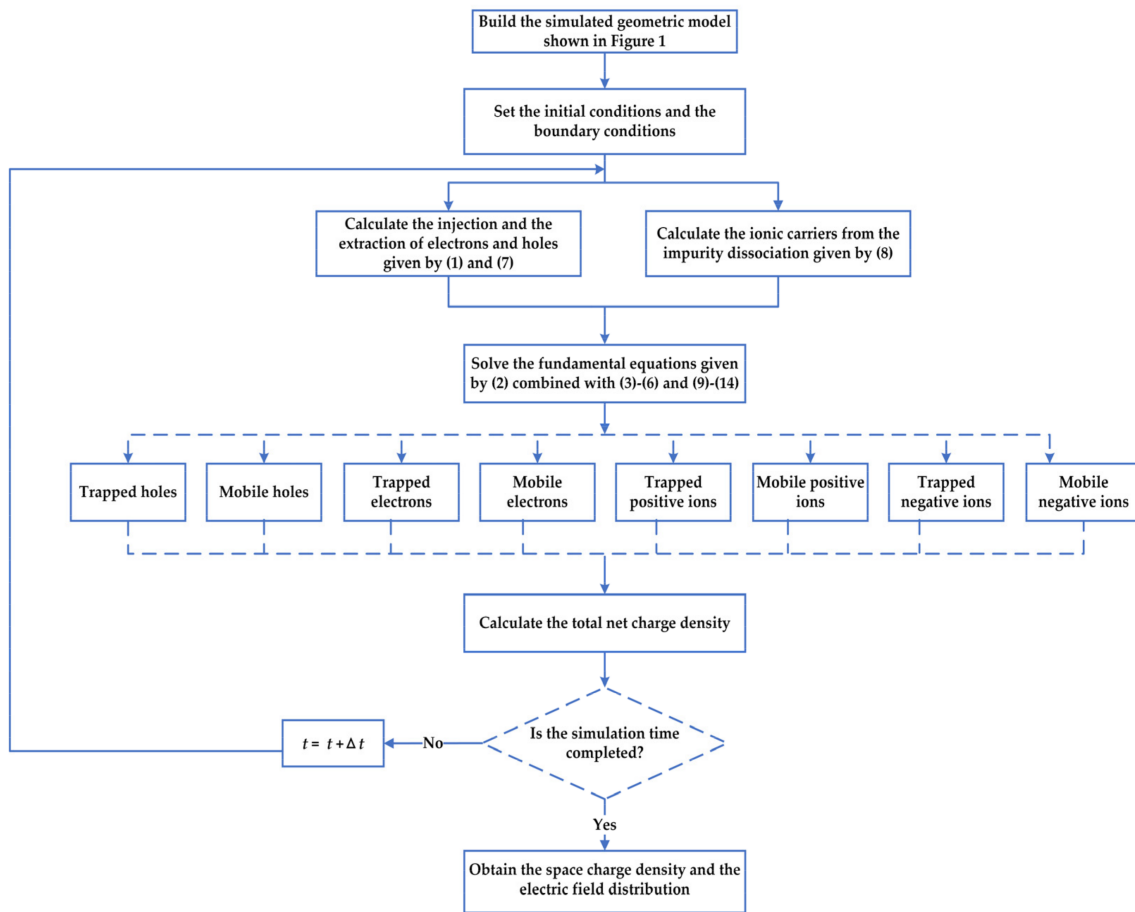 Build the simulated geometric model
shown in Figure 1
Set the initial conditions and the
boundary conditions
Calculate the injection and the
extraction of electrons and holes
given by (1) and (7)
Calculate the ionic carriers from the
impurity dissociation given by (8)
Solve the fundamental equations given
by (2) combined with (3)-(6) and (9)-(14)
Trapped holes
Mobile holes
Trapped
electrons
Mobile
electrons
Trapped
positive ions
Mobile positive
ions
Trapped
negative ions
Mobile
negative ions
Calculate the total net charge density
Is the simulation time
completed?
No
t = t + Δ t
Yes
Obtain the space charge density and the
electric field distribution